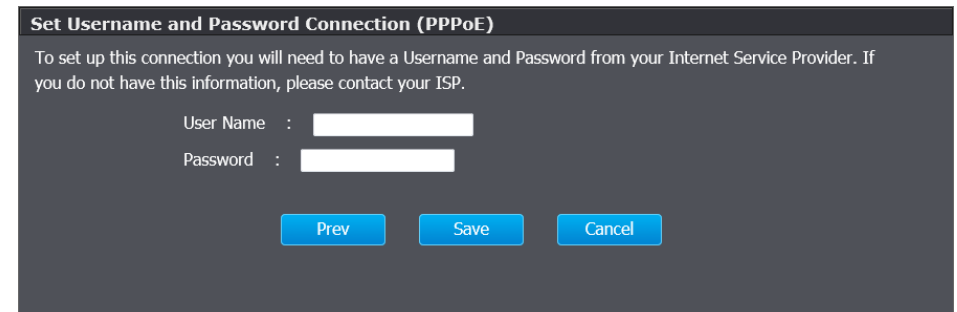 Set Username and Password Connection (PPPoE)
To set up this connection you will need to have a Username and Password from your Internet Service Provider. If
you do not have this information, please contact your ISP.
User Name :
Password :
Prev Save Cancel